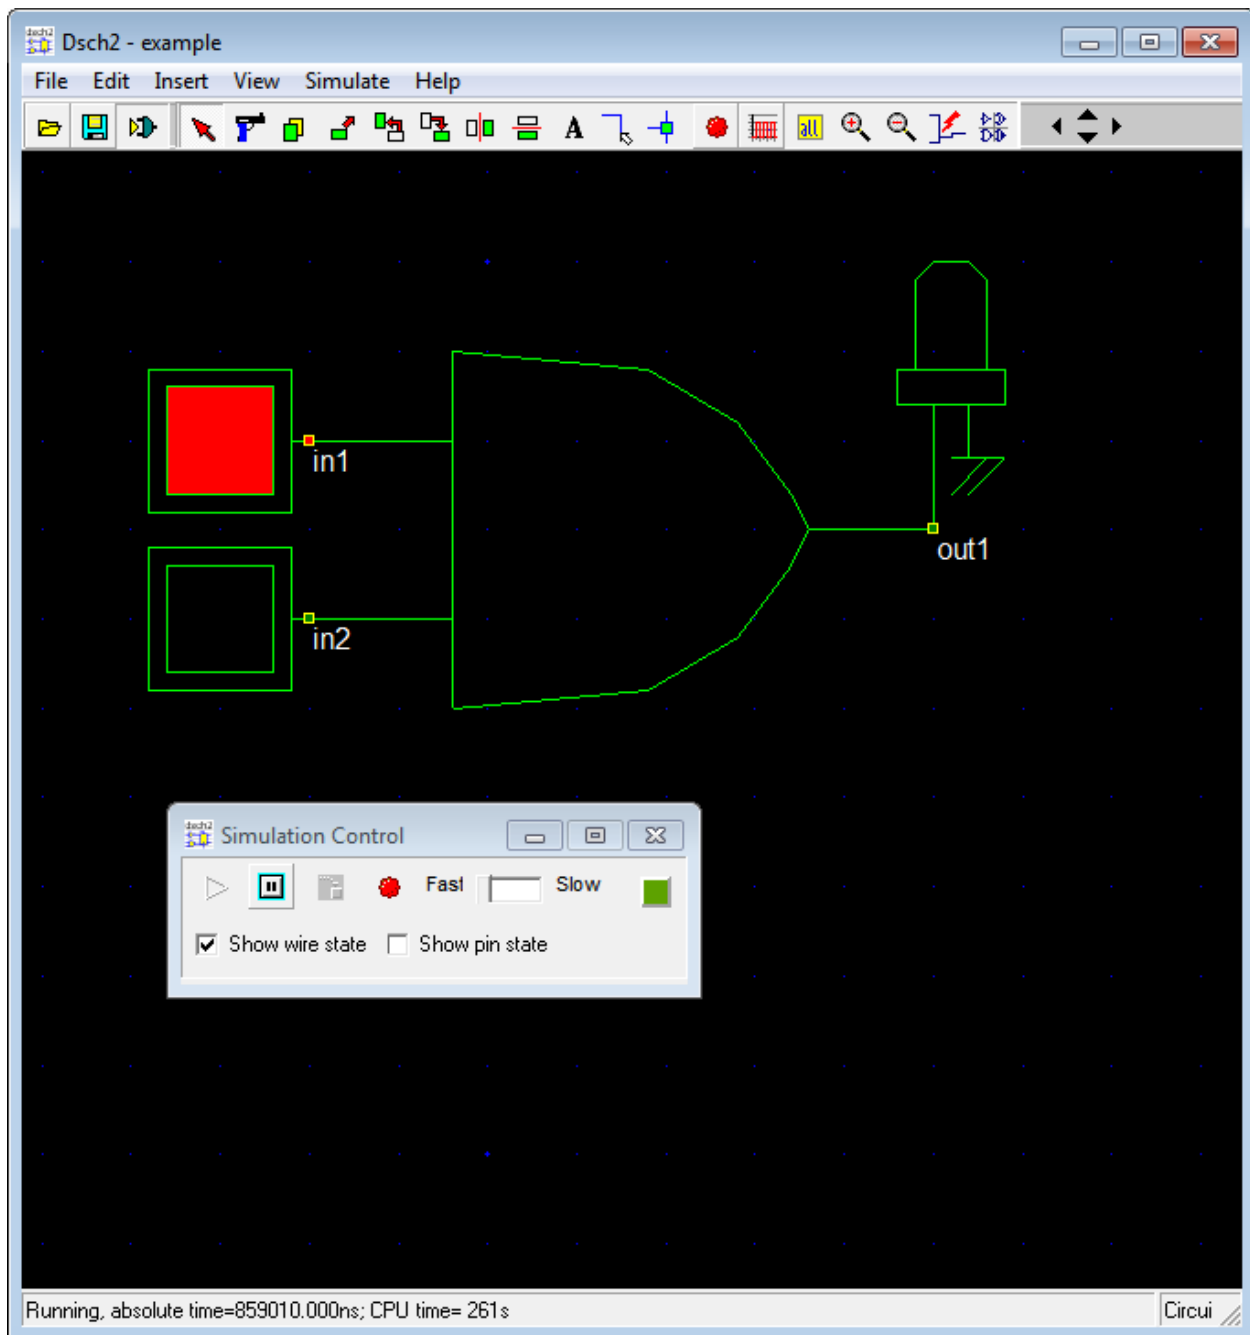 Dsch2 - example
File Edit Insert View Simulate Help
A all
in1
out1
in2
Simulation Control
Fast Slow
Show wire state Show pin state
Running, absolute time=859010.000ns; CPU time= 261s Circui